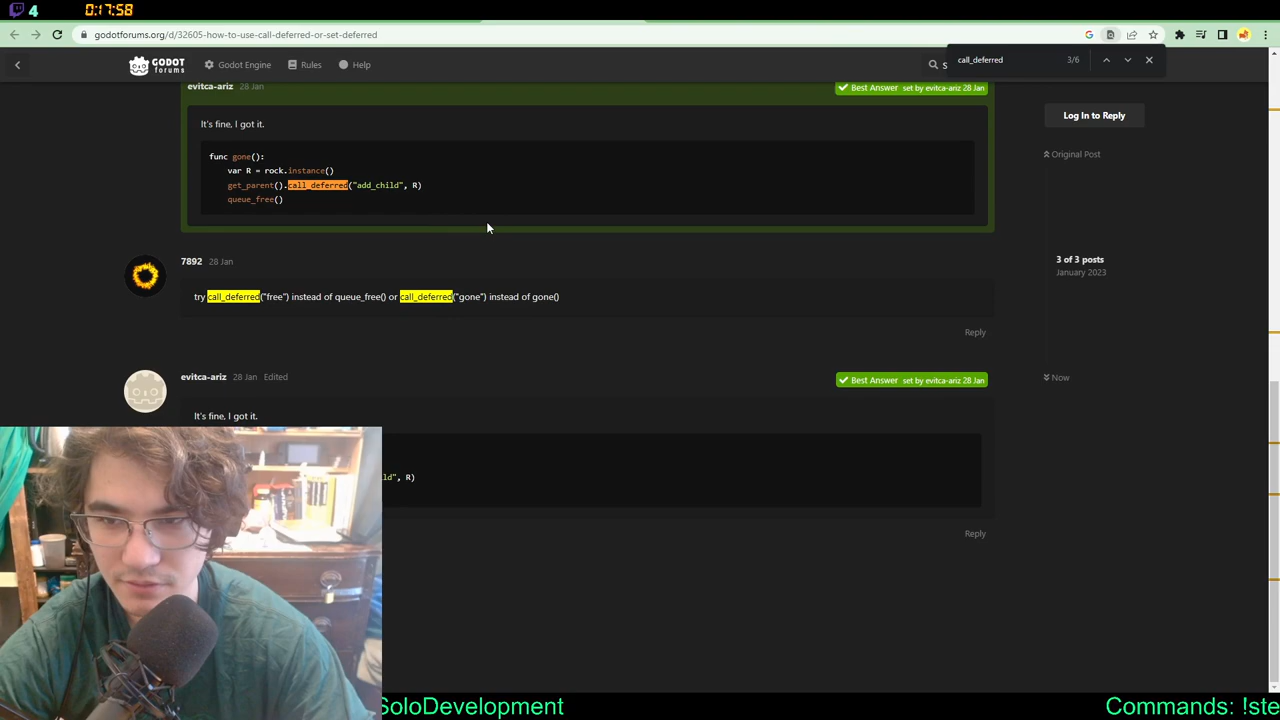 4
0:17:58
godotforums.org/d/32605-how-to-use-call-deferred-or-set-deferred
call_deferred
3/6
GODOT
forums
Godot Engine
Rules
Help
S
evitca-ariz 28 Jan
Best Answer set by evitca-ariz 28 Jan
Log In to Reply
It's fine, I got it.
Original Post
func gone():
var R = rock.instance()
get_parent().call_deferred("add_child", R)
queue_free()
7892 28 Jan
3 of 3 posts
January 2023
try call_deferred("free") instead of queue_free() or call_deferred("gone") instead of gone()
Reply
evitca-ariz 28 Jan Edited
Best Answer set by evitca-ariz 28 Jan
Now
It's fine, I got it.
ld", R)
Reply
SoloDevelopment
Commands: !ste